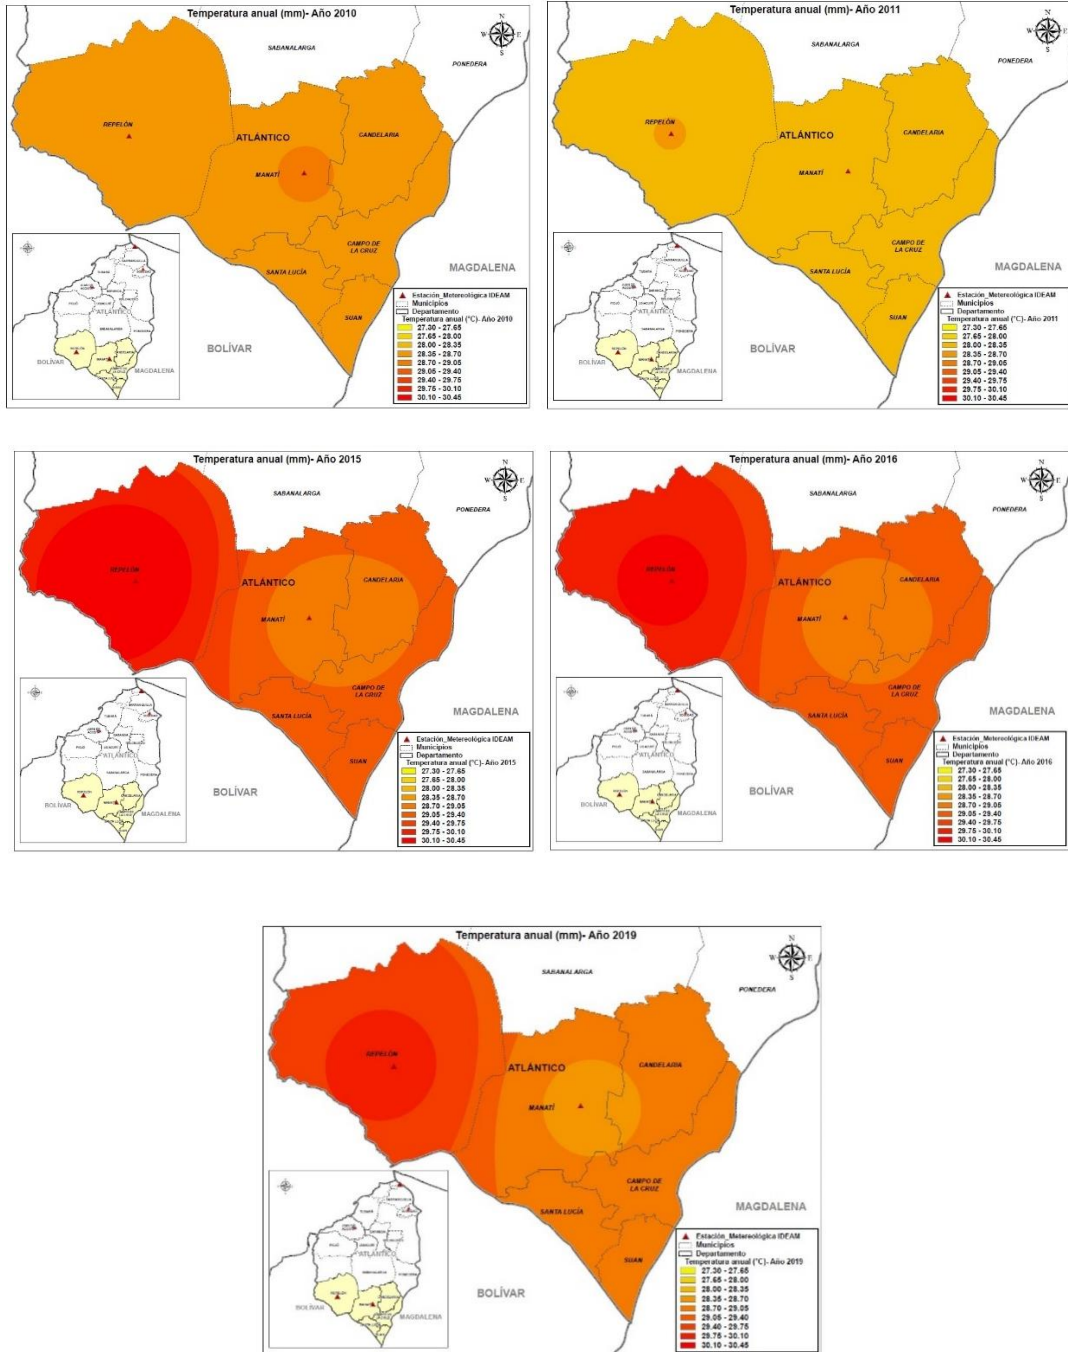 Temperatura anual (mm)- Año 2010
N
W E
S
SABANALARGA
PONEDERA
REPELÓN
ATLÁNTICO
CANDELARIA
MANATÍ
CAMPO DE
LA CRUZ
SANTA LUCÍA
MAGDALENA
SUAN
BOLÍVAR
ATLÁNTICO
BOLÍVAR
MAGDALENA
Estación_Metereológica IDEAM
Municipios
Departamento
Temperatura anual (°C)- Año 2010
27.30 - 27.65
27.65 - 28.00
28.00 - 28.35
28.35 - 28.70
28.70 - 29.05
29.05 - 29.40
29.40 - 29.75
29.75 - 30.10
30.10 - 30.45
Temperatura anual (mm)- Año 2011
N
W E
S
SABANALARGA
PONEDERA
REPELÓN
ATLÁNTICO
CANDELARIA
MANATÍ
CAMPO DE
LA CRUZ
SANTA LUCÍA
MAGDALENA
SUAN
BOLÍVAR
ATLÁNTICO
BOLÍVAR
MAGDALENA
Estación_Metereológica IDEAM
Municipios
Departamento
Temperatura anual (°C)- Año 2011
27.30 - 27.65
27.65 - 28.00
28.00 - 28.35
28.35 - 28.70
28.70 - 29.05
29.05 - 29.40
29.40 - 29.75
29.75 - 30.10
30.10 - 30.45
Temperatura anual (mm)- Año 2015
N
W E
S
SABANALARGA
PONEDERA
REPELÓN
ATLÁNTICO
CANDELARIA
MANATÍ
CAMPO DE
LA CRUZ
SANTA LUCÍA
MAGDALENA
SUAN
BOLÍVAR
ATLÁNTICO
BOLÍVAR
MAGDALENA
Estación_Metereológica IDEAM
Municipios
Departamento
Temperatura anual (°C)- Año 2015
27.30 - 27.65
27.65 - 28.00
28.00 - 28.35
28.35 - 28.70
28.70 - 29.05
29.05 - 29.40
29.40 - 29.75
29.75 - 30.10
30.10 - 30.45
Temperatura anual (mm)- Año 2016
N
W E
S
SABANALARGA
PONEDERA
REPELÓN
ATLÁNTICO
CANDELARIA
MANATÍ
CAMPO DE
LA CRUZ
SANTA LUCÍA
MAGDALENA
SUAN
BOLÍVAR
ATLÁNTICO
BOLÍVAR
MAGDALENA
Estación_Metereológica IDEAM
Municipios
Departamento
Temperatura anual (°C)- Año 2016
27.30 - 27.65
27.65 - 28.00
28.00 - 28.35
28.35 - 28.70
28.70 - 29.05
29.05 - 29.40
29.40 - 29.75
29.75 - 30.10
30.10 - 30.45
Temperatura anual (mm)- Año 2019
N
W E
S
SABANALARGA
PONEDERA
REPELÓN
ATLÁNTICO
CANDELARIA
MANATÍ
CAMPO DE
LA CRUZ
SANTA LUCÍA
MAGDALENA
SUAN
BOLÍVAR
ATLÁNTICO
BOLÍVAR
MAGDALENA
Estación_Metereológica IDEAM
Municipios
Departamento
Temperatura anual (°C)- Año 2019
27.30 - 27.65
27.65 - 28.00
28.00 - 28.35
28.35 - 28.70
28.70 - 29.05
29.05 - 29.40
29.40 - 29.75
29.75 - 30.10
30.10 - 30.45